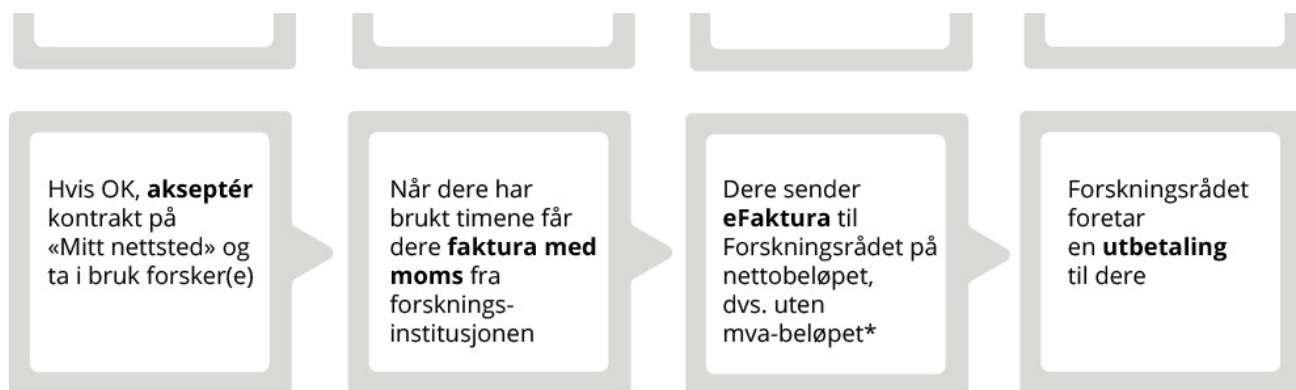 Hvis OK, akseptér
kontrakt på
«Mitt nettsted» og
ta i bruk forsker(e)
Når dere har
brukt timene får
dere faktura med
moms fra
forsknings-
institusjonen
Dere sender
eFaktura til
Forskningsrådet på
nettobeløpet,
dvs. uten
mva-beløpet*
Forskningsrådet
foretar
en utbetaling
til dere